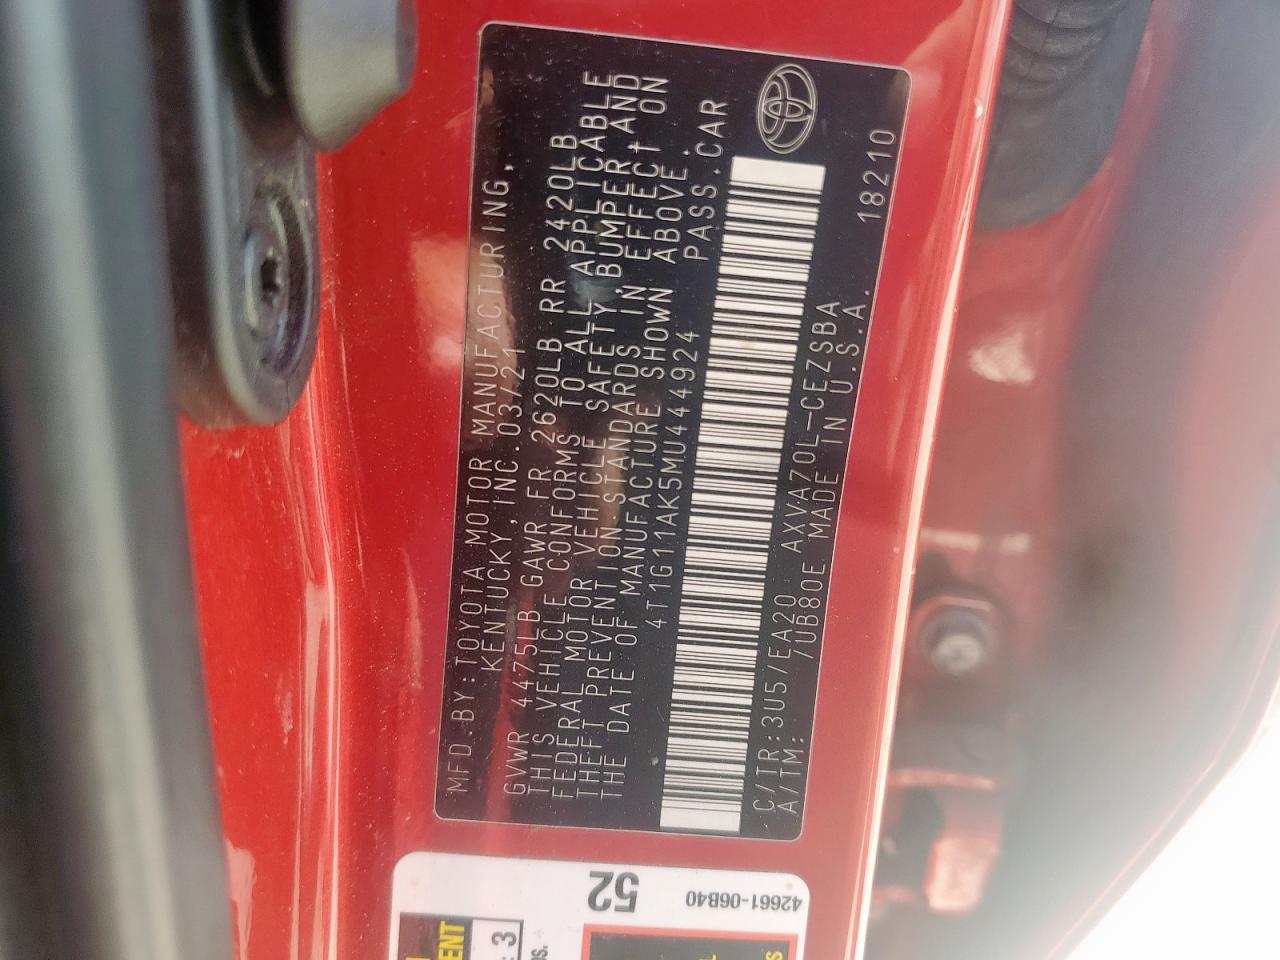 MFD.BY:TOYOTA MOTOR MANUFACTURING,
KENTUCKY, INC. 03/21
GVWR 4475LB GAWR FR 2620LB RR 2420LB
THIS VEHICLE CONFORMS TO ALL APPLICABLE
FEDERAL MOTOR VEHICLE SAFETY, BUMPER AND
THEFT PREVENTION STANDARDS IN EFFECT ON
THE DATE OF MANUFACTURE SHOWN ABOVE.
4T1G11AK5MU444924 PASS.CAR
C/TR:3U5/EA20 AXVA70L-CEZSBA
A/TM: /UB80E MADE IN U.S.A. 18210
52
42661-06B40
3